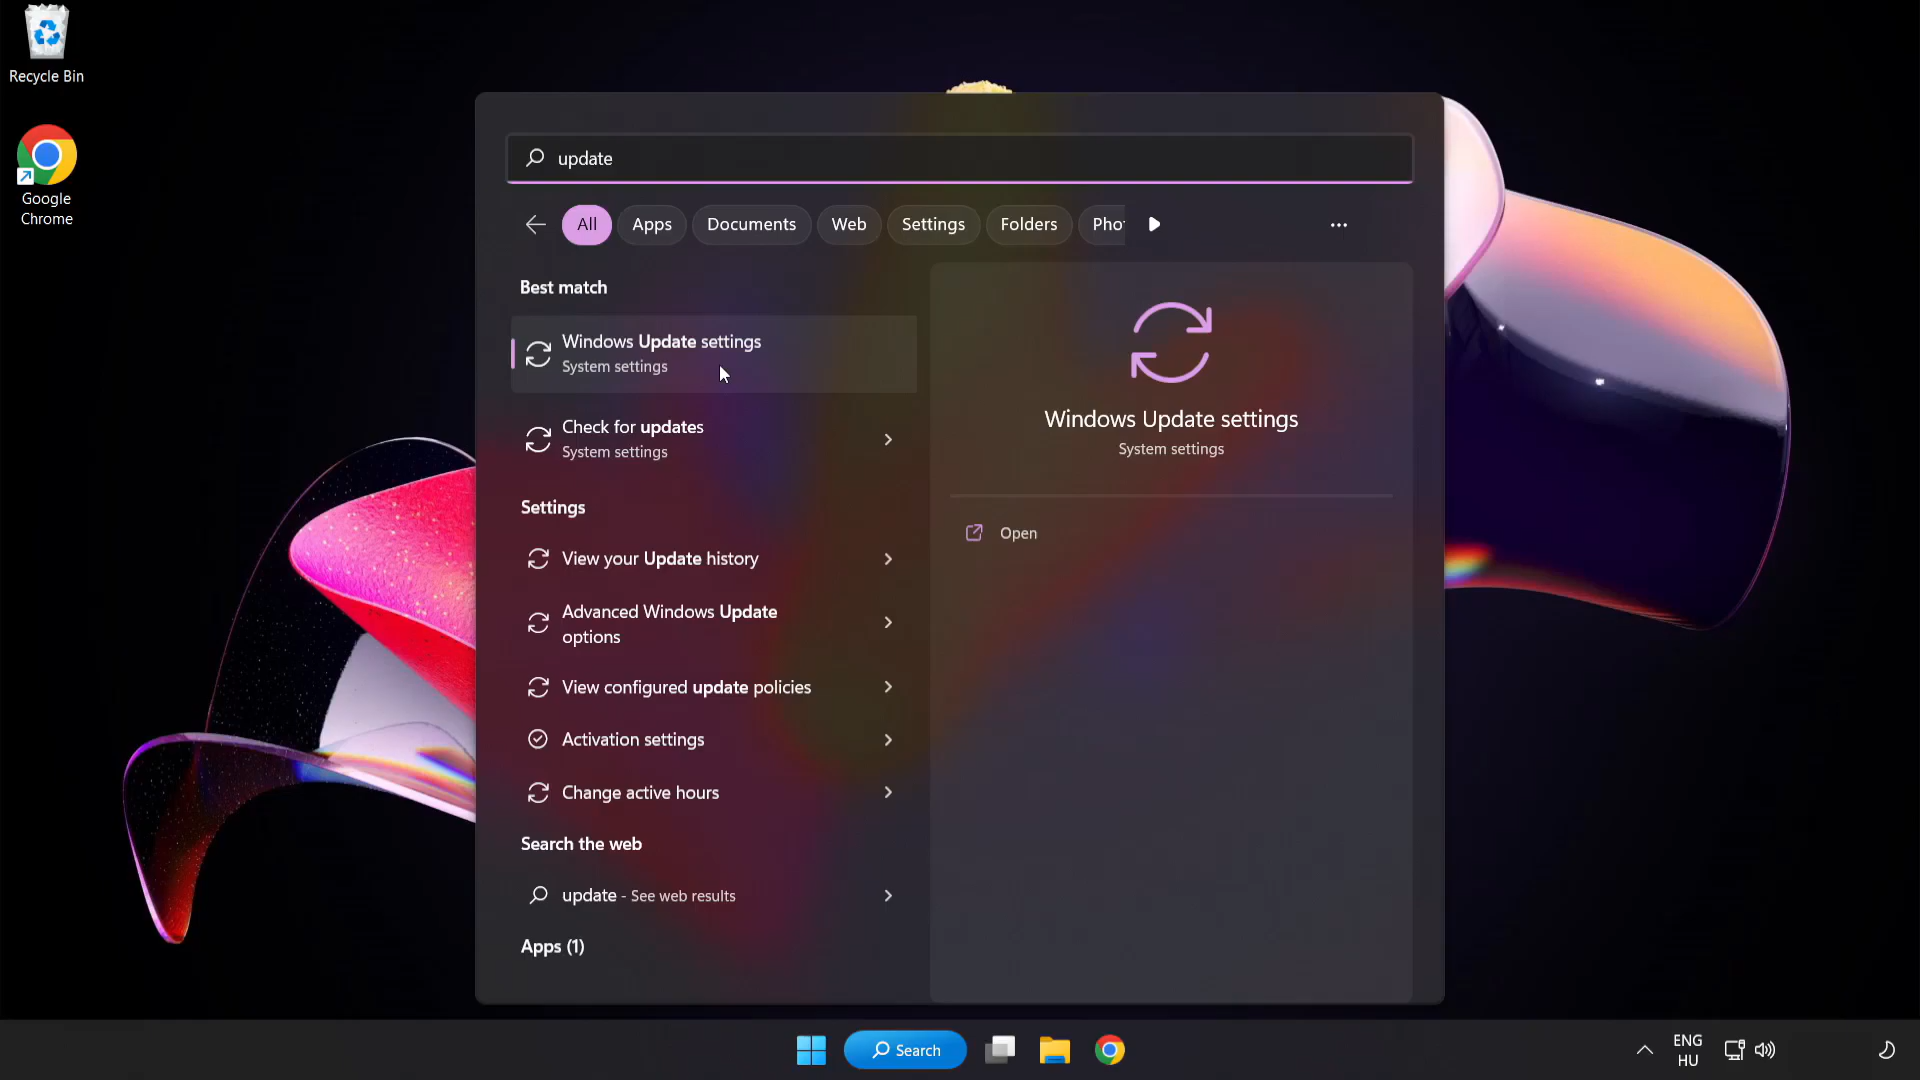 Recycle Bin
Google
Chrome
update
All
Apps
Documents
Web
Settings
Folders
Pho
Best match
Windows Update settings
System settings
Check for updates
System settings
Settings
View your Update history
Advanced Windows Update
options
View configured update policies
Activation settings
Change active hours
Search the web
update - See web results
Apps (1)
Windows Update settings
System settings
Open
Search
ENG
HU